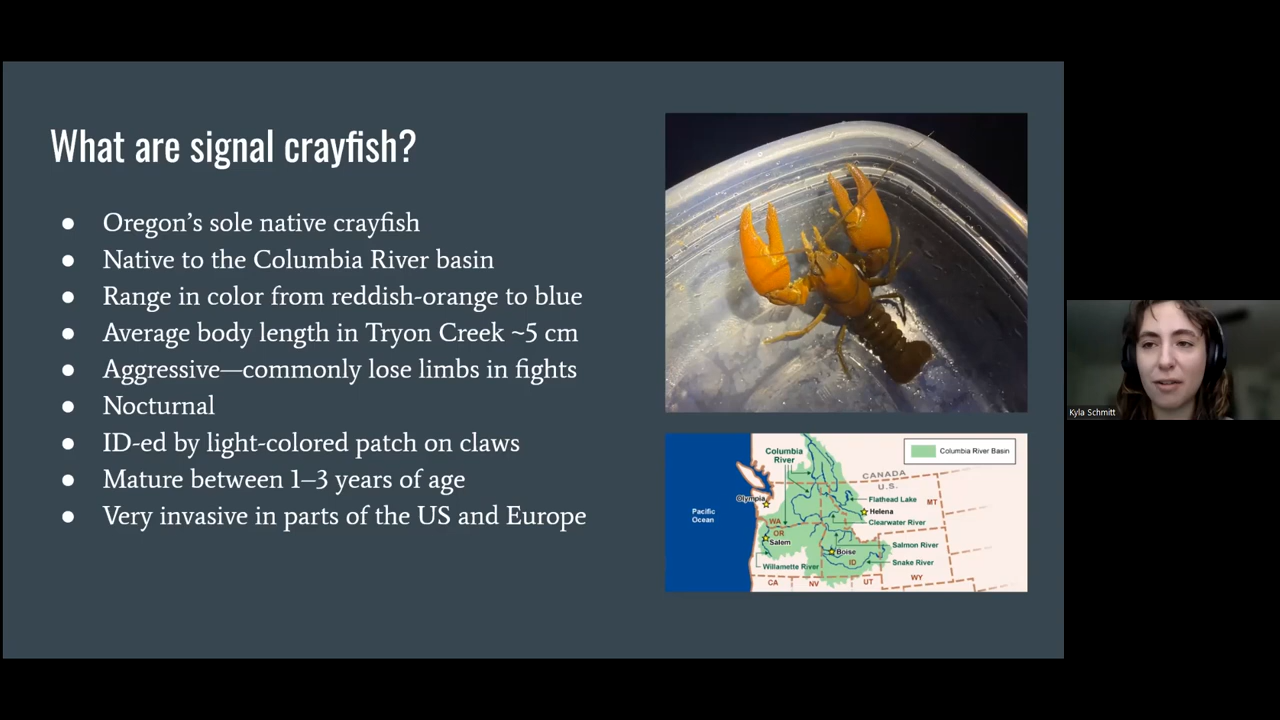 What are signal crayfish?
● Oregon’s sole native crayfish
● Native to the Columbia River basin
● Range in color from reddish-orange to blue
● Average body length in Tryon Creek ~5 cm
● Aggressive—commonly lose limbs in fights
● Nocturnal
● ID-ed by light-colored patch on claws
● Mature between 1–3 years of age
● Very invasive in parts of the US and Europe
Columbia
River
Columbia River Basin
CANADA
U.S.
Olympia
Flathead Lake
MT
Helena
Pacific
Ocean
WA
Clearwater River
OR
Salem
Boise
Salmon River
ID
Snake River
Willamette River
WY
CA
NV
UT
Kyla Schmitt